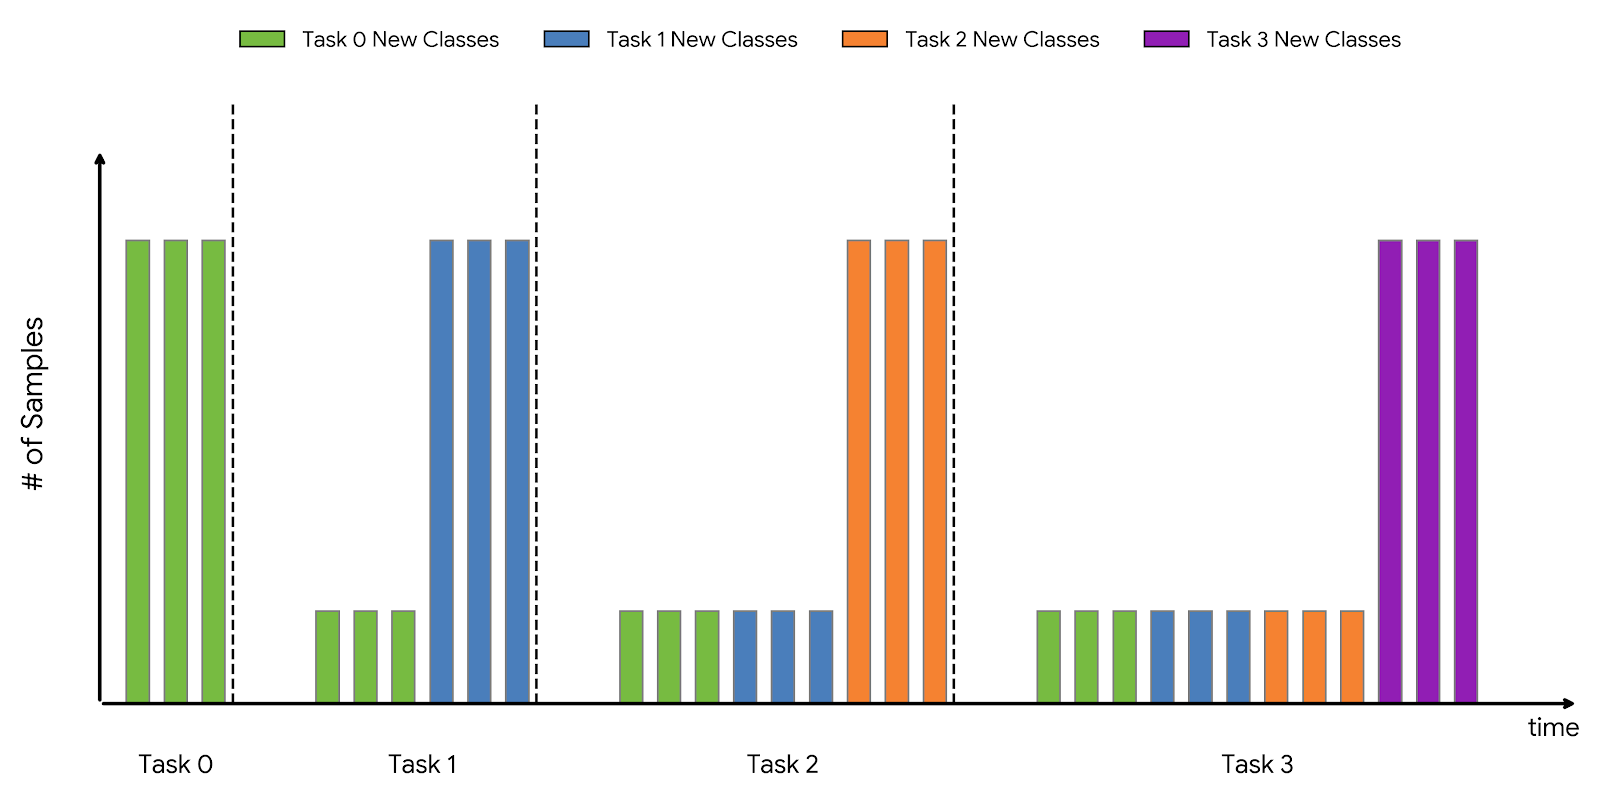 Task 0 New Classes
Task 1 New Classes
Task 2 New Classes
Task 3 New Classes
# of Samples
time
Task 0
Task 1
Task 2
Task 3